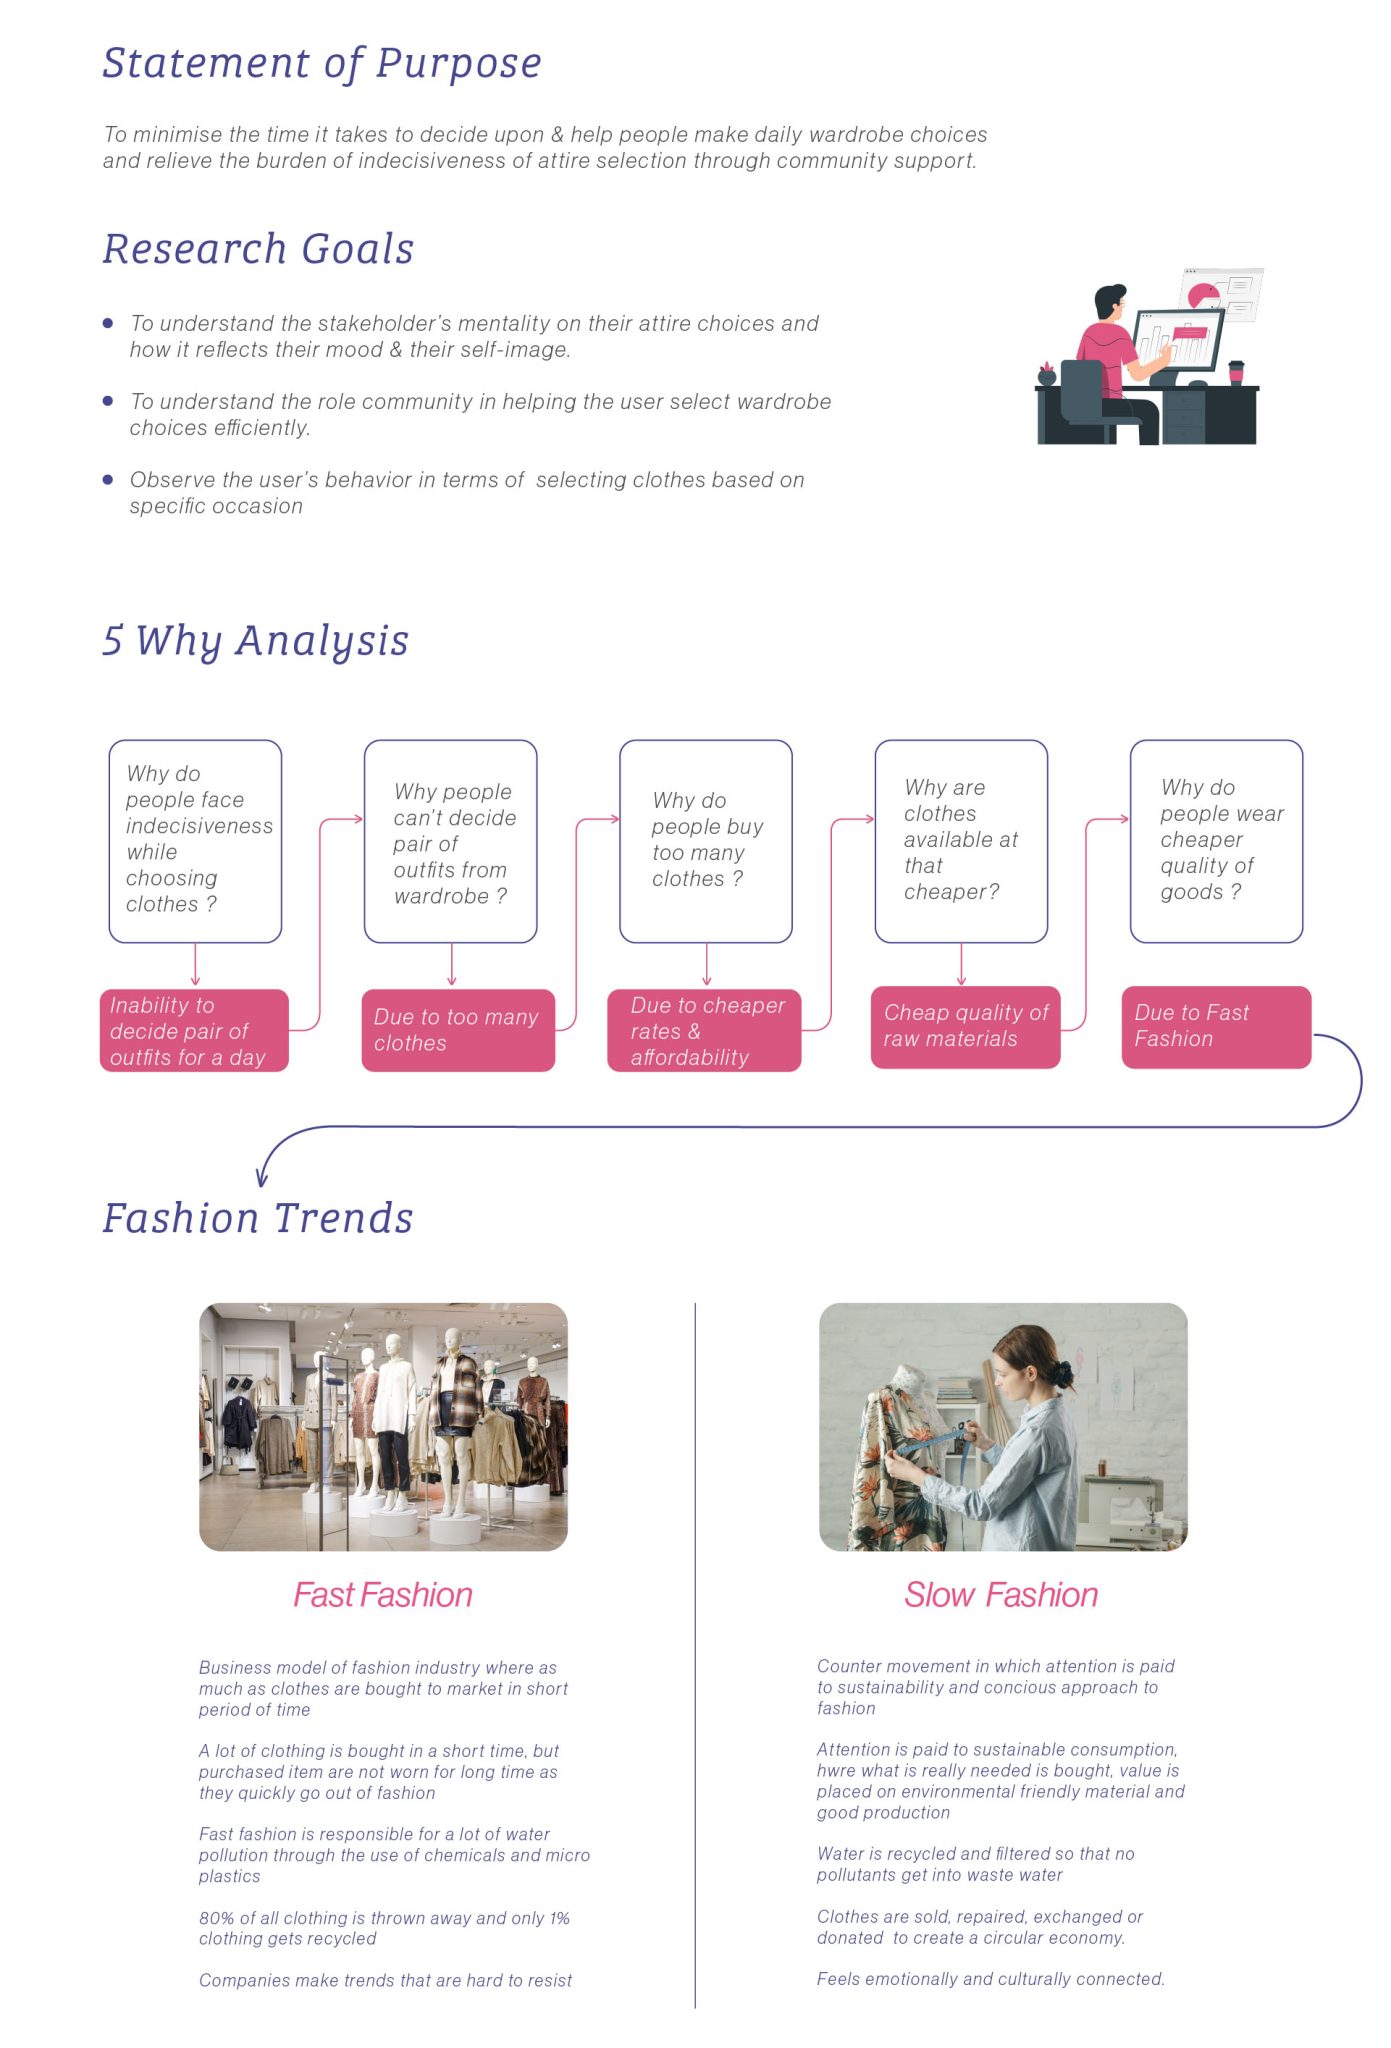 Statement of Purpose
To minimise the time it takes to decide upon & help people make daily wardrobe choices
and relieve the burden of indecisiveness of attire selection through community support.
Research Goals
To understand the stakeholder's mentality on their attire choices and
how it reflects their mood & their self-image.
To understand the role community in helping the user select wardrobe
choices efficiently.
Observe the user's behavior in terms of  selecting clothes based on
specific occasion
5 Why Analysis
Why do
people face
indecisiveness
while
choosing
clothes ?
Why people
can't decide
pair of
outfits from
wardrobe ?
Why do
people buy
too many
clothes ?
Why are
clothes
available at
that
cheaper?
Why do
people wear
cheaper
quality of
goods ?
Inability to
decide pair of
outfits for a day
Due to too many
clothes
Due to cheaper
rates &
affordability
Cheap quality of
raw materials
Due to Fast
Fashion
Fashion Trends
Fast Fashion
Business model of fashion industry where as
much as clothes are bought to market in short
period of time
A lot of clothing is bought in a short time, but
purchased item are not worn for long time as
they quickly go out of fashion
Fast fashion is responsible for a lot of water
pollution through the use of chemicals and micro
plastics
80% of all clothing is thrown away and only 1%
clothing gets recycled
Companies make trends that are hard to resist
Slow Fashion
Counter movement in which attention is paid
to sustainability and concious approach to
fashion
Attention is paid to sustainable consumption,
hwre what is really needed is bought, value is
placed on environmental friendly material and
good production
Water is recycled and filtered so that no
pollutants get into waste water
Clothes are sold, repaired, exchanged or
donated  to create a circular economy.
Feels emotionally and culturally connected.